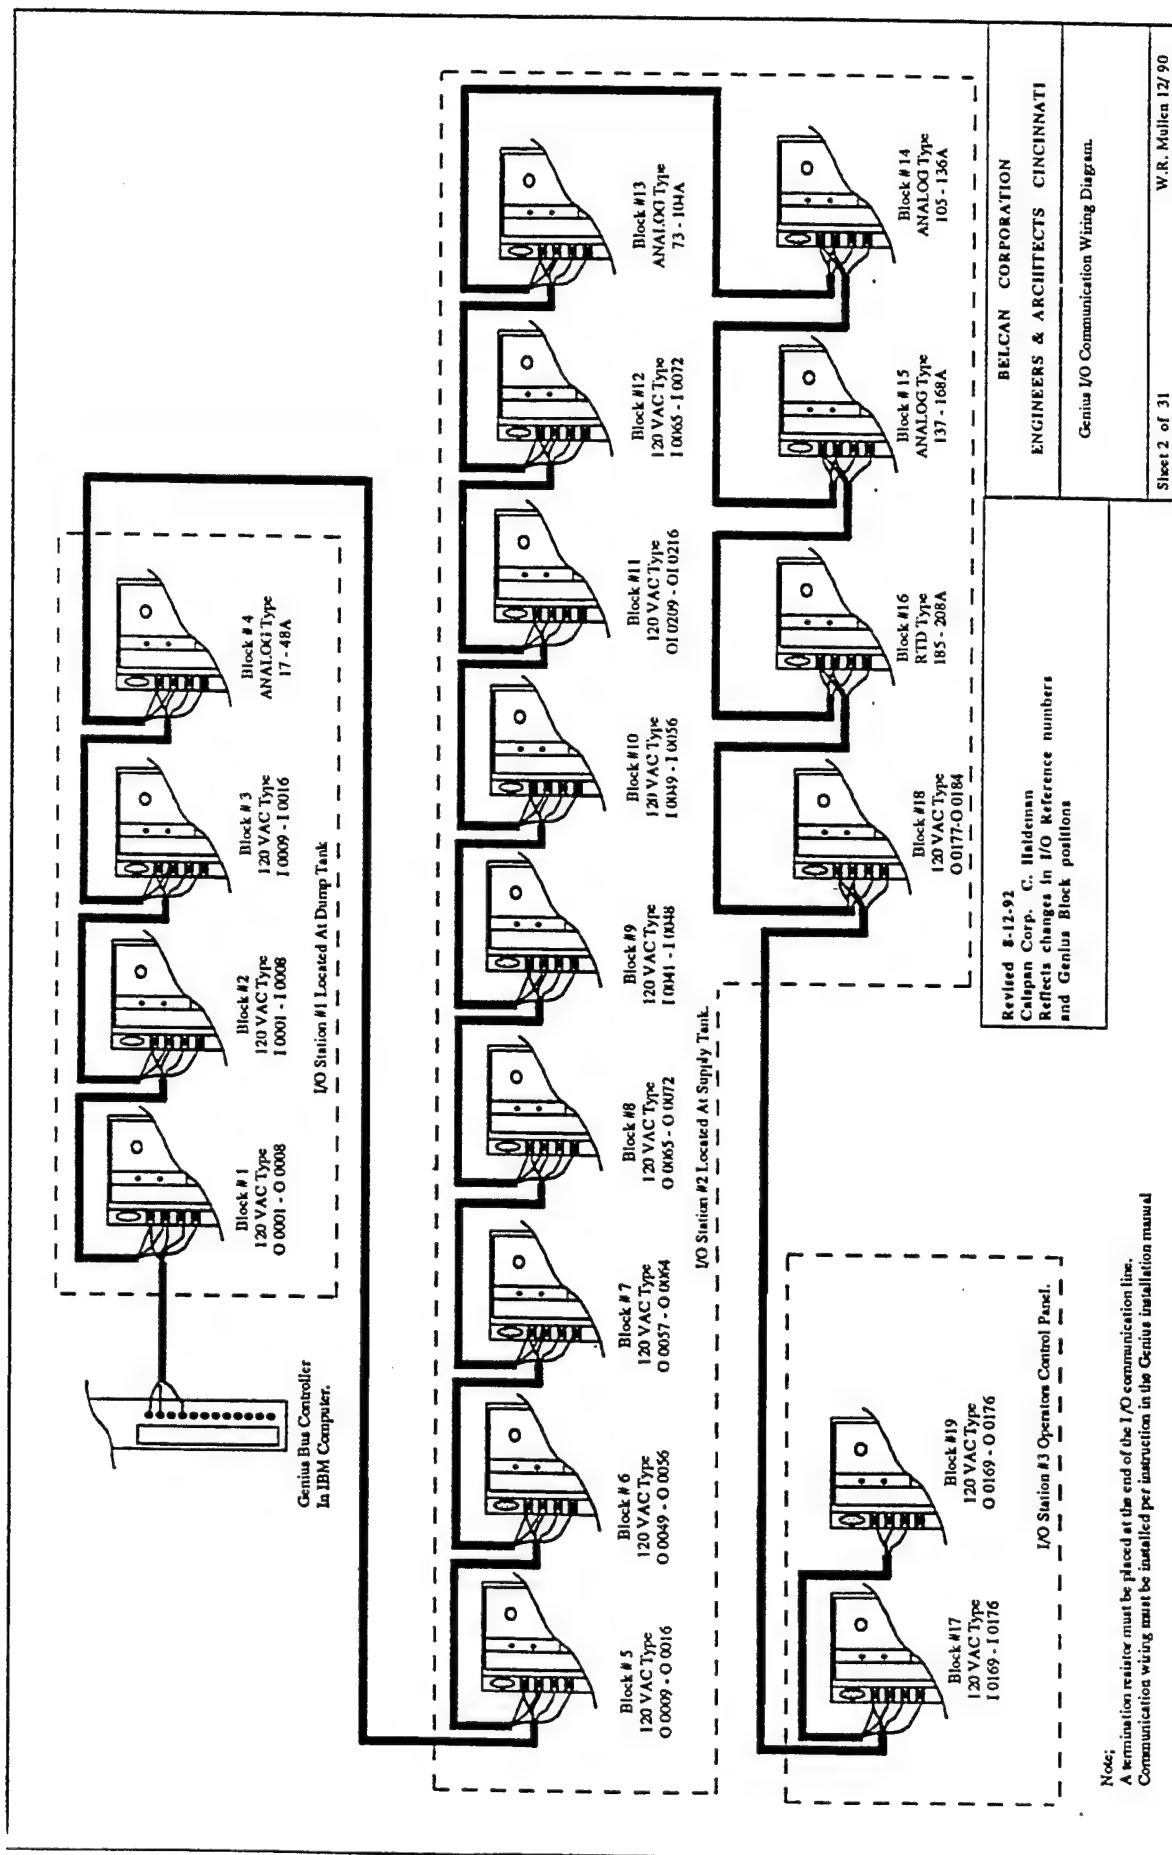 Genius Bus Controller
In IBM Computer.
Block # 1
120 VAC Type
O 0001 - O 0008
Block #2
120 VAC Type
I 0001 - I 0008
Block # 3
120 VAC Type
I 0009 - I 0016
Block # 4
ANALOG Type
17 - 48A
I/O Station #1 Located At Dump Tank
Block # 5
120 VAC Type
O 0009 - O 0016
Block # 6
120 VAC Type
O 0049 - O 0056
Block # 7
120 VAC Type
O 0057 - O 0064
Block #8
120 VAC Type
O 0065 - O 0072
Block #9
120 VAC Type
I 0041 - I 0048
Block #10
120 VAC Type
I 0049 - I 0056
Block #11
120 VAC Type
OI 0209 - OI 0216
Block #12
120 VAC Type
I 0065 - I 0072
Block #13
ANALOG Type
73 - 104A
I/O Station #2 Located At Supply Tank.
Block #18
120 VAC Type
O 0177-O 0184
Block #16
RTD Type
185 - 208A
Block # 15
ANALOG Type
137 - 168A
Block # 14
ANALOG Type
105 - 136A
Block #17
120 VAC Type
I 0169 - I 0176
Block #19
120 VAC Type
O 0169 - O 0176
I/O Station #3 Operators Control Panel.
Note;
A termination resistor must be placed at the end of the I/O communication line.
Communication wiring must be installed per instruction in the Genius installation manual
Revised 8-12-92
Calspan Corp. C. Haldeman
Reflects changes in I/O Reference numbers
and Genius Block positions
BELCAN CORPORATION
ENGINEERS & ARCHITECTS CINCINNATI
Genius I/O Communication Wiring Diagram.
Sheet 2 of 31
W.R. Mullen 12/ 90